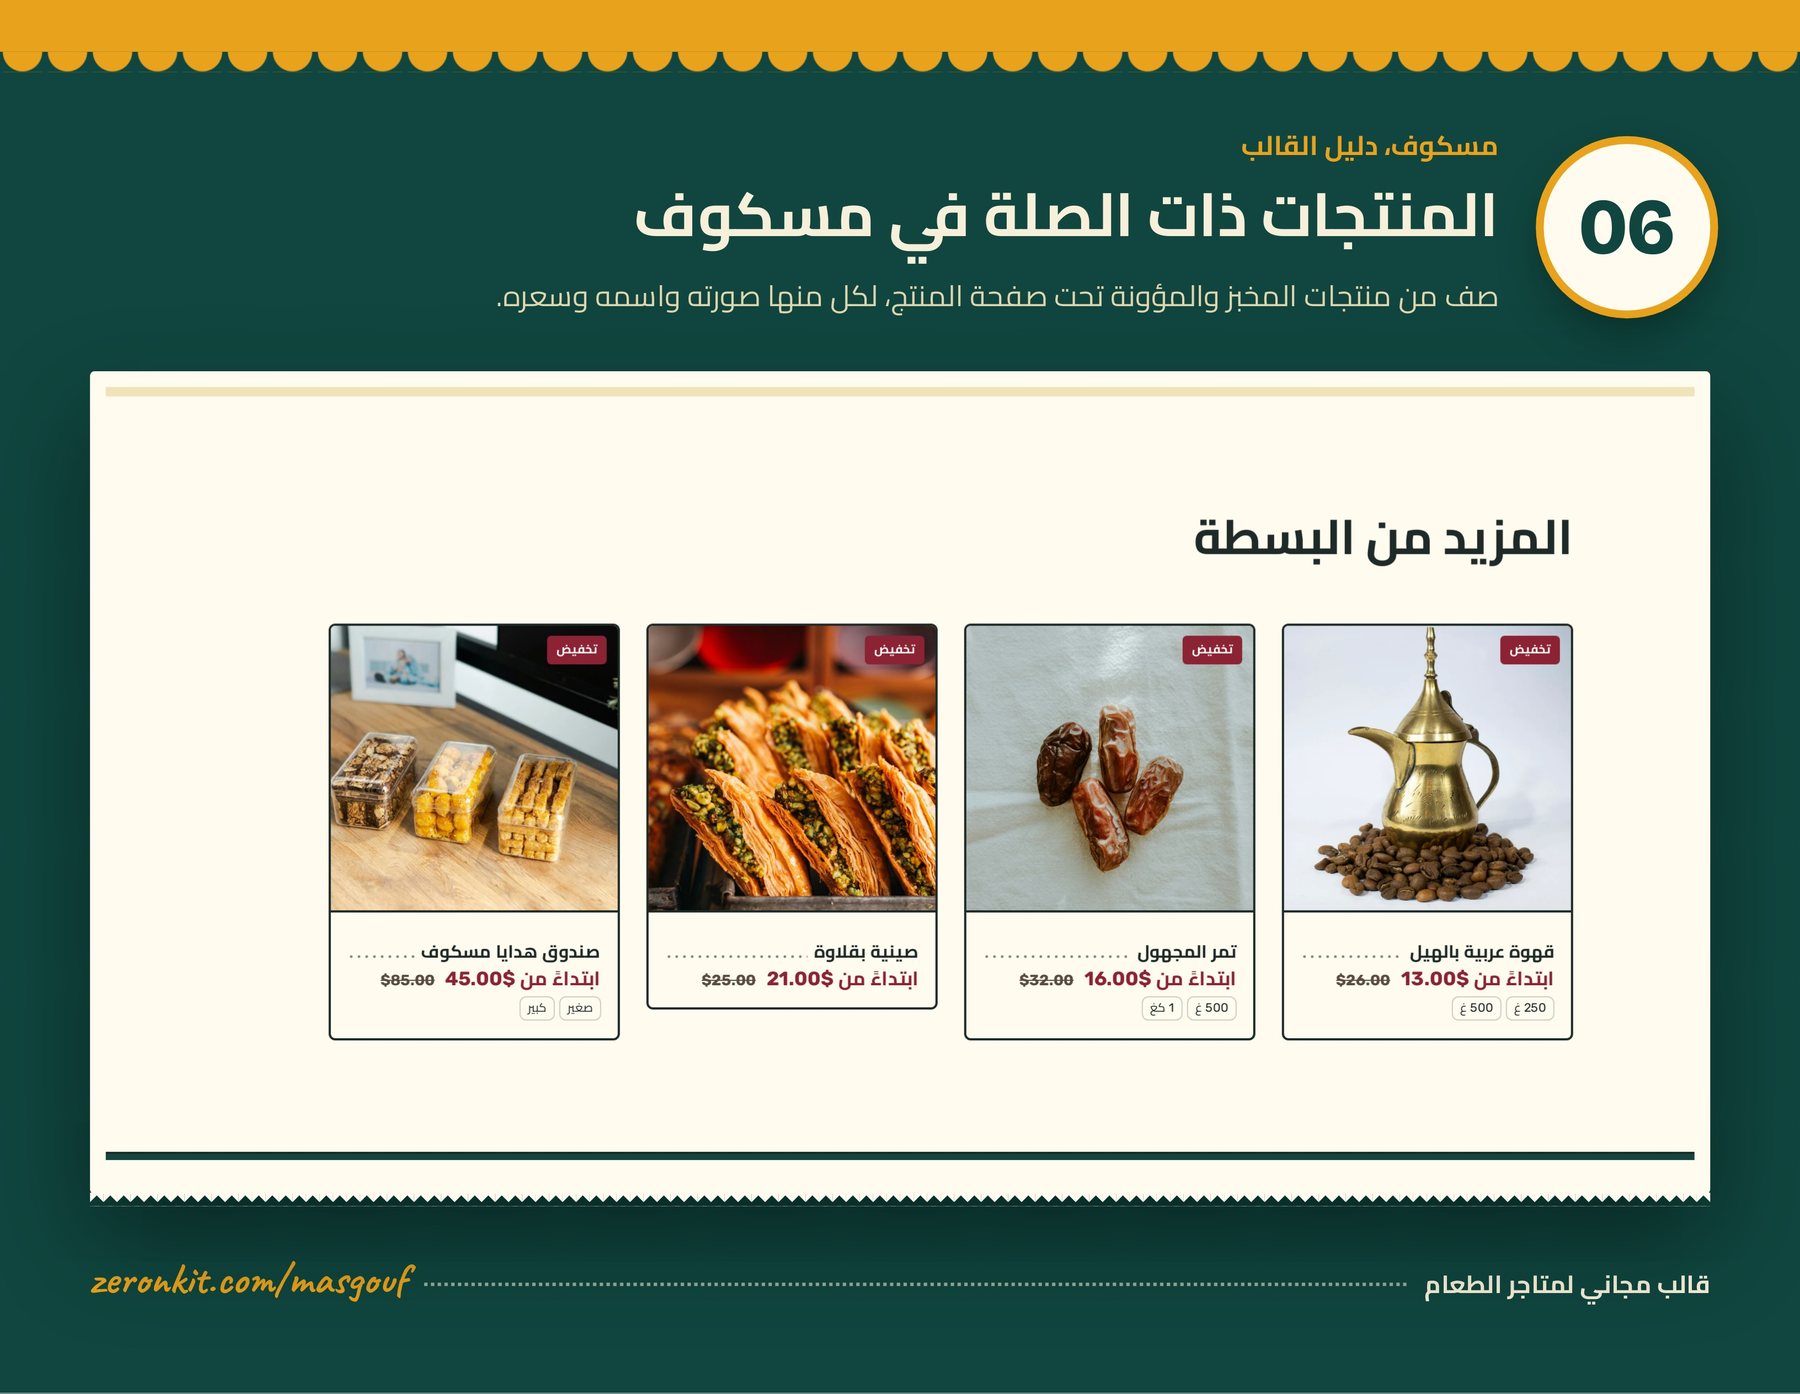 مسكوف، دليل القالب
06
المنتجات ذات الصلة في مسكوف
صف من منتجات المخبز والمؤونة تحت صفحة المنتج، لكل منها صورته واسمه وسعره.
المزيد من البسطة
تخفيض
قهوة عربية بالهيل
ابتداءً من $13.00 $26.00
250 غ 500 غ
تخفيض
تمر المجهول
ابتداءً من $16.00 $32.00
500 غ 1 كغ
تخفيض
صينية بقلاوة
ابتداءً من $21.00 $25.00
تخفيض
صندوق هدايا مسكوف
ابتداءً من $45.00 $85.00
صغير كبير
قالب مجاني لمتاجر الطعام
zeronkit.com/masgouf